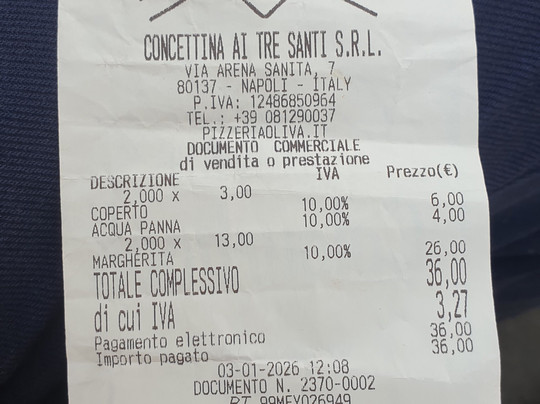 CONCETTINA AI TRE SANTI S.R.L.
VIA ARENA SANITA, 7
80137 - NAPOLI - ITALY
P.IVA: 12486850964
TEL.: +39 081290037
PIZZERIAOLIVA.IT
DOCUMENTO COMMERCIALE
di vendita o prestazione
DESCRIZIONE IVA Prezzo(€)
2,000 x 3,00
COPERTO 10,00% 6,00
ACQUA PANNA 10,00% 4,00
2,000 x 13,00
MARGHERITA 10,00% 26,00
TOTALE COMPLESSIVO 36,00
di cui IVA 3,27
Pagamento elettronico 36,00
Importo pagato 36,00
03-01-2026 12:08
DOCUMENTO N. 2370-0002
RT 99MEY026949